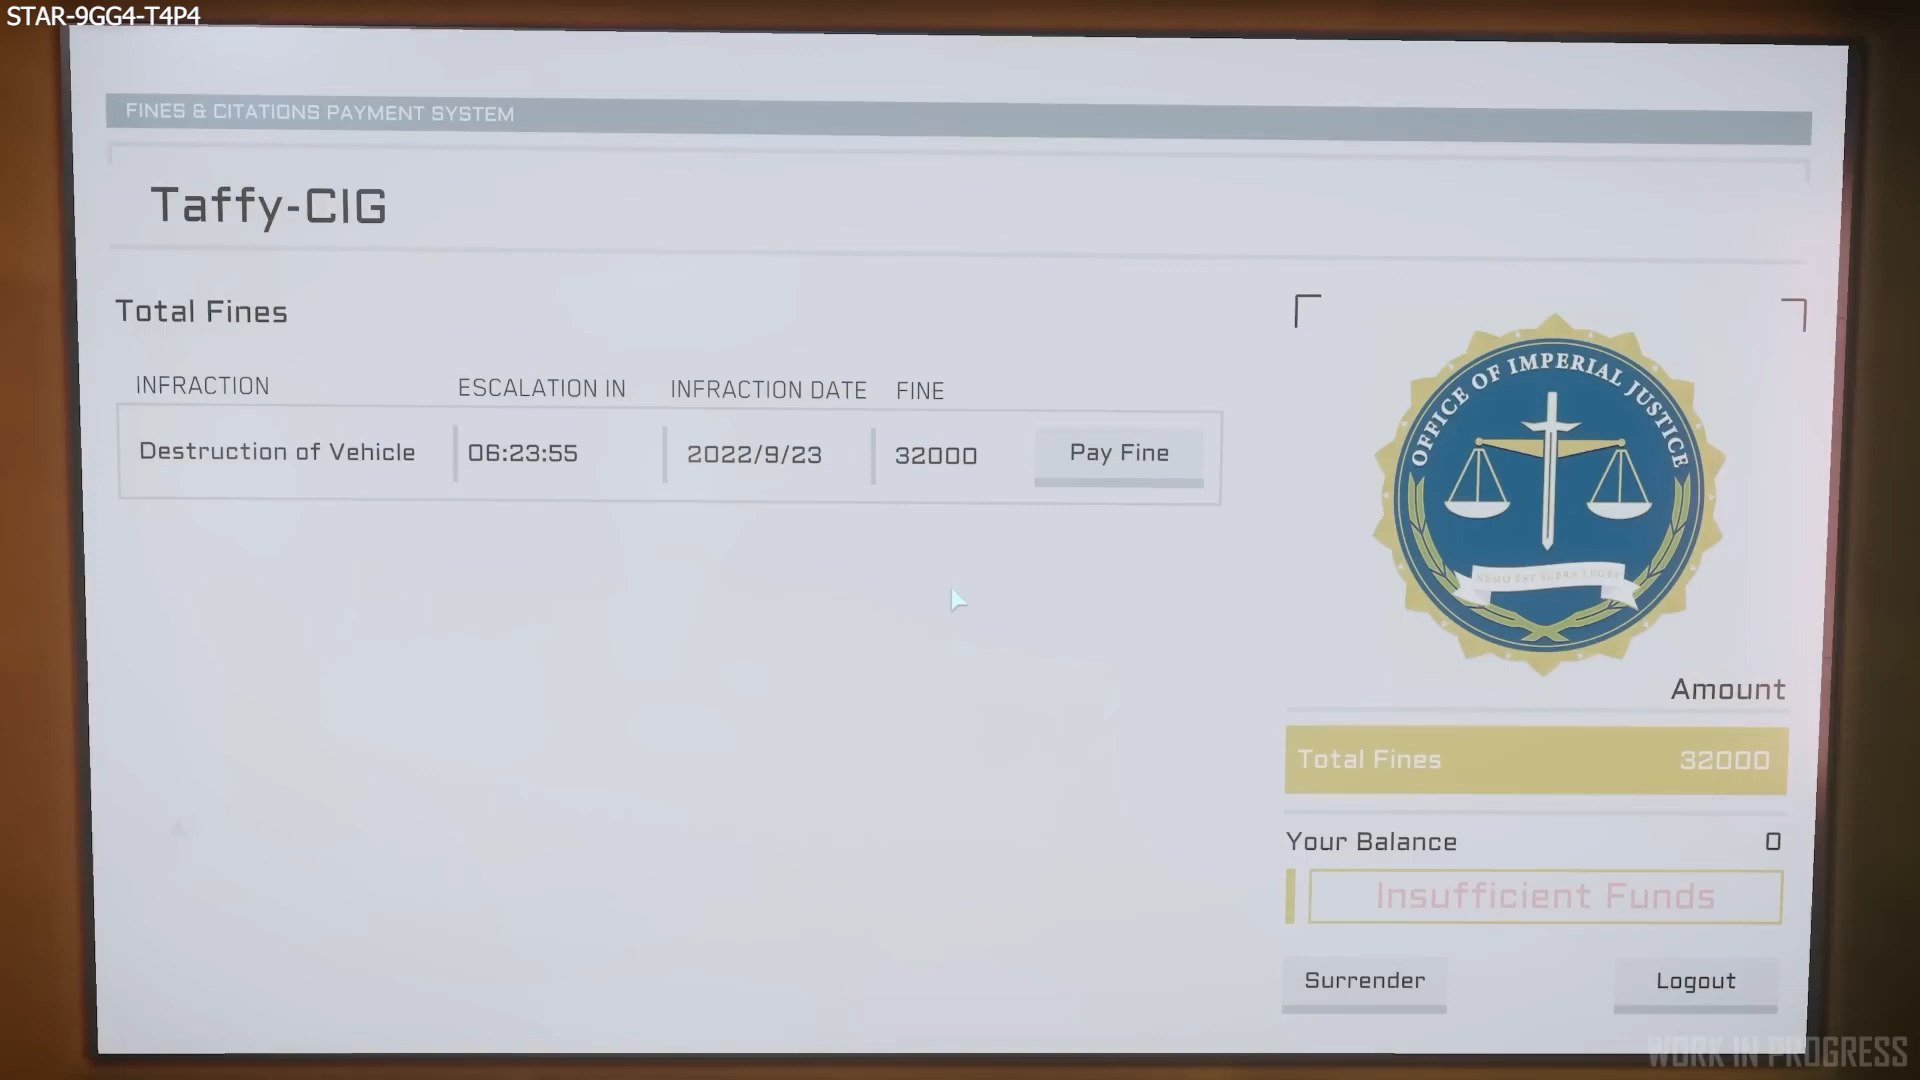 STAR-9GG4-T4P4
FINES & CITATIONS PAYMENT SYSTEM
Taffy-CIG
Total Fines
INFRACTION ESCALATION IN INFRACTION DATE FINE
Destruction of Vehicle 06:23:55 2022/9/23 32000 Pay Fine
OFFICE OF IMPERIAL JUSTICE
Amount
Total Fines 32000
Your Balance 0
Insufficient Funds
Surrender Logout
WORK IN PROGRESS